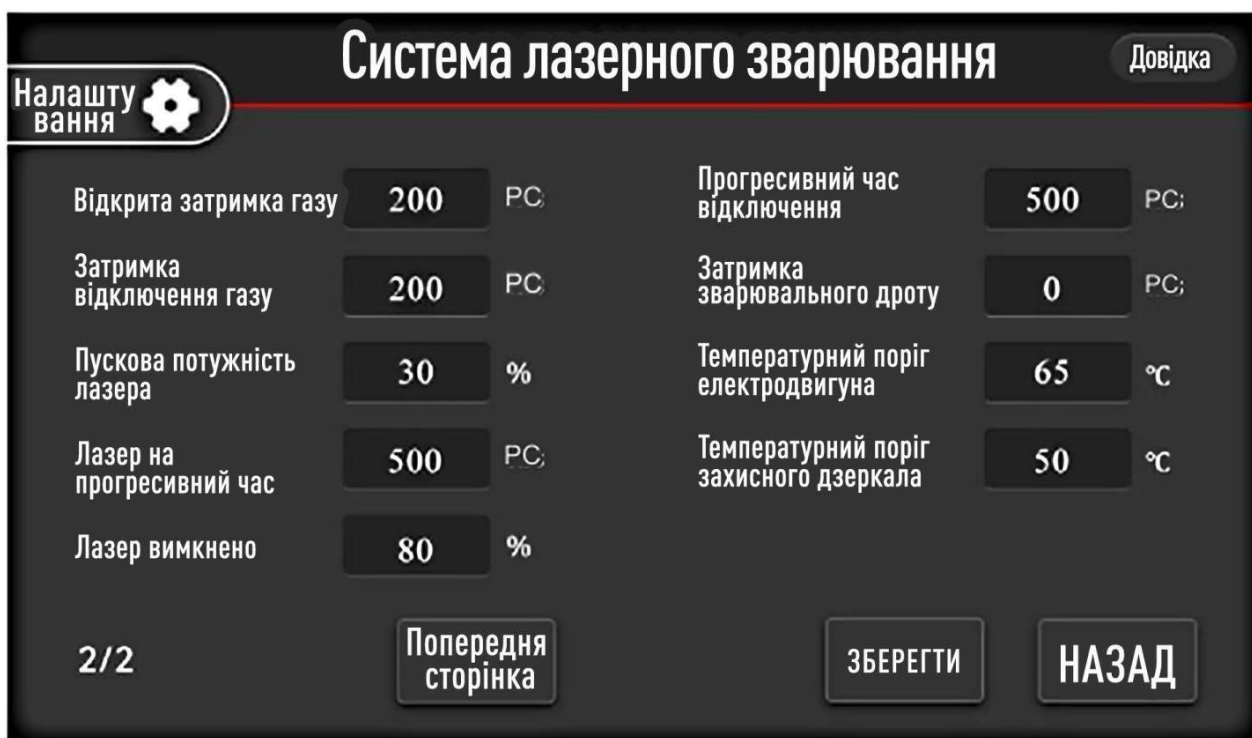 Система лазерного зварювання
Довідка
Налашту
вання
Відкрита затримка газу 200 PC;
Затримка
відключення газу 200 PC;
Пускова потужність
лазера 30 %
Лазер на
прогресивний час 500 PC;
Лазер вимкнено 80 %
Прогресивний час
відключення 500 PC;
Затримка
зварювального дроту 0 PC;
Температурний поріг
електродвигуна 65 ℃
Температурний поріг
захисного дзеркала 50 ℃
2/2
Попередня
сторінка
ЗБЕРЕГТИ
НАЗАД